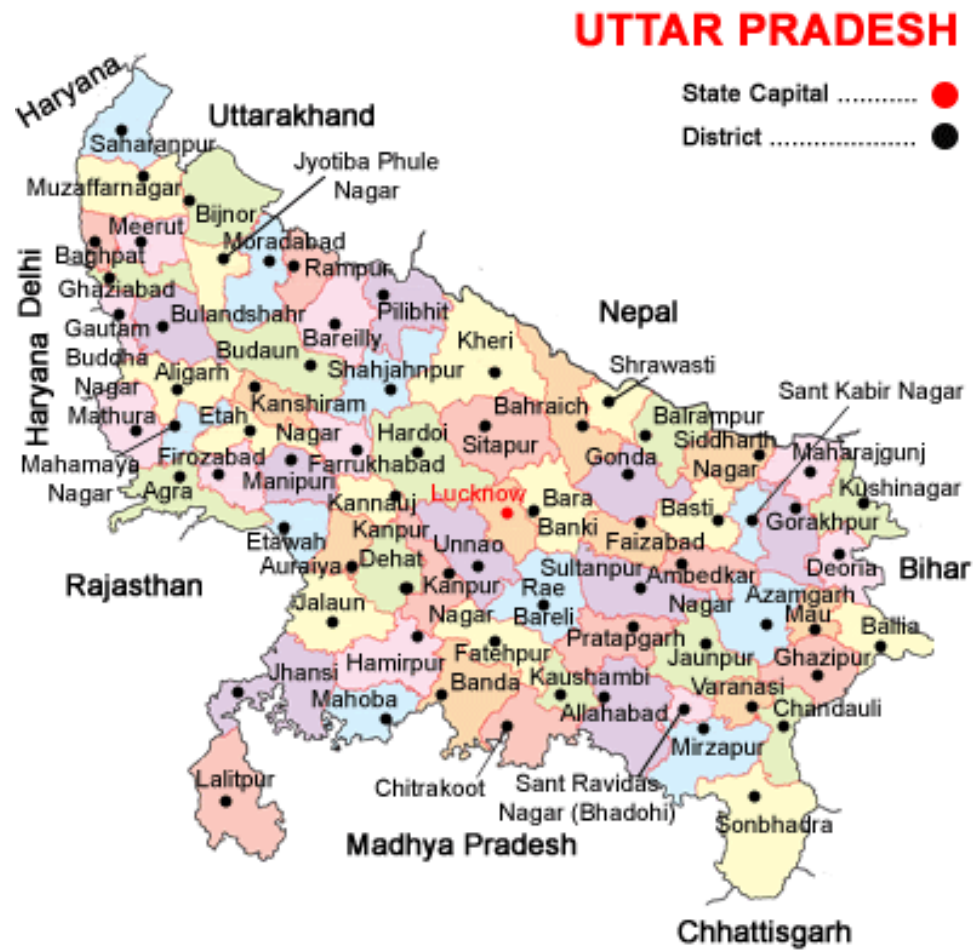 UTTAR PRADESH
State Capital ...........
District ....................
Haryana
Uttarakhand
Saharanpur
Jyotiba Phule
Nagar
Muzaffarnagar
Bijnor
Meerut
Moradabad
Baghpat
Rampur
Haryana Delhi
Ghaziabad
Pilibhit
Nepal
Gautam
Buddha
Nagar
Bulandshahr
Bareilly
Kheri
Budaun
Shahjahnpur
Shrawasti
Aligarh
Sant Kabir Nagar
Mathura
Etah
Kanshiram
Nagar
Bahraich
Balrampur
Hardoi
Sitapur
Siddharth
Nagar
Maharajgunj
Mahamaya
Nagar
Firozabad
Farrukhabad
Gonda
Agra
Manipuri
Kannauj
Lucknow
Bara
Banki
Basti
Kushinagar
Gorakhpur
Etawah
Kanpur
Dehat
Unnao
Faizabad
Auraiya
Sultanpur
Ambedkar
Nagar
Deoria
Bihar
Rajasthan
Kanpur
Nagar
Rae
Bareli
Azamgarh
Jalaun
Mau
Ballia
Pratapgarh
Jaunpur
Ghazipur
Jhansi
Hamirpur
Fatehpur
Mahoba
Banda
Kaushambi
Varanasi
Allahabad
Chandauli
Mirzapur
Lalitpur
Chitrakoot
Sant Ravidas
Nagar (Bhadohi)
Sonbhadra
Madhya Pradesh
Chhattisgarh